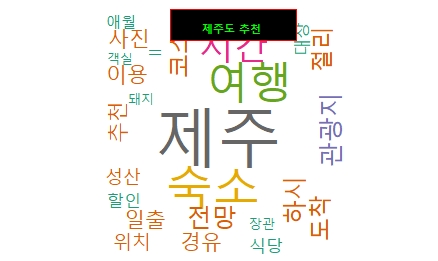 제주도 추천
애월
사진
객실
=
이용
돼지
추천
코스
시간
대상
절리
여행
제주
관광지
숙소
성산
할인
일출
위치
전망
경유
장관
식당
하시
도착